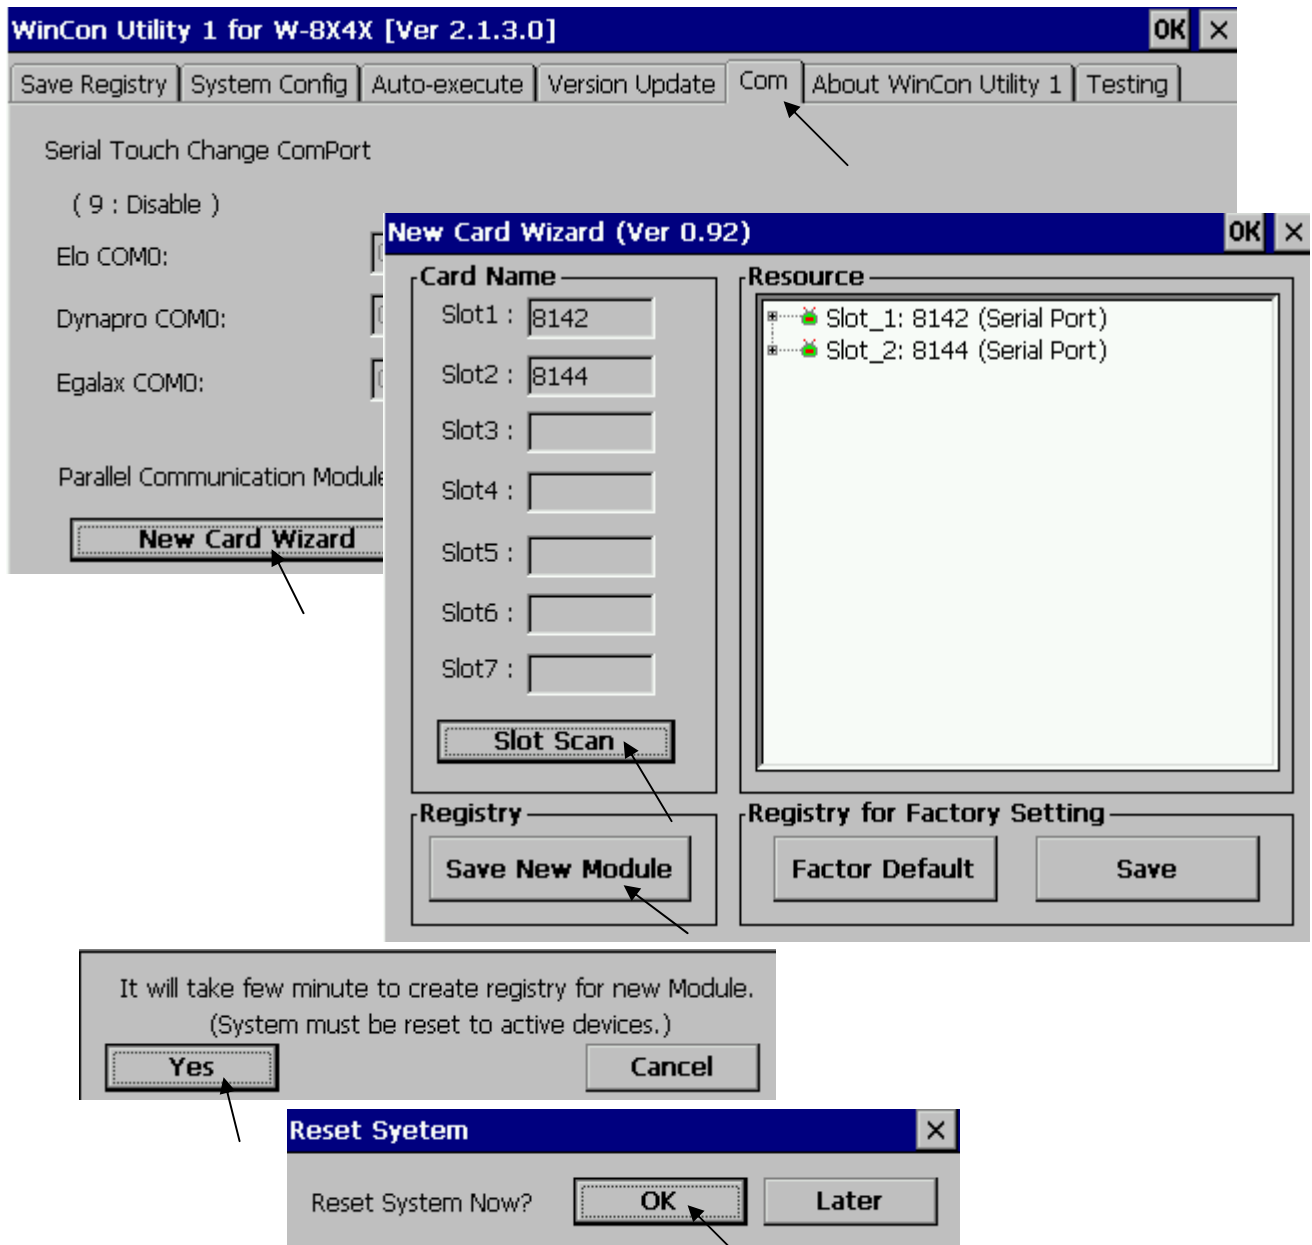 WinCon Utility 1 for W-8X4X [Ver 2.1.3.0] OK ×
Save Registry System Config Auto-execute Version Update Com About WinCon Utility 1 Testing
Serial Touch Change ComPort
( 9 : Disable )
Elo COM0:
Dynapro COM0:
Egalax COM0:
Parallel Communication Module
New Card Wizard
New Card Wizard (Ver 0.92) OK ×
Card Name
Slot1 : 8142
Slot2 : 8144
Slot3 :
Slot4 :
Slot5 :
Slot6 :
Slot7 :
Slot Scan
Resource
Slot_1: 8142 (Serial Port)
Slot_2: 8144 (Serial Port)
Registry
Save New Module
Registry for Factory Setting
Factor Default Save
It will take few minute to create registry for new Module.
(System must be reset to active devices.)
Yes Cancel
Reset Syetem ×
Reset System Now? OK Later